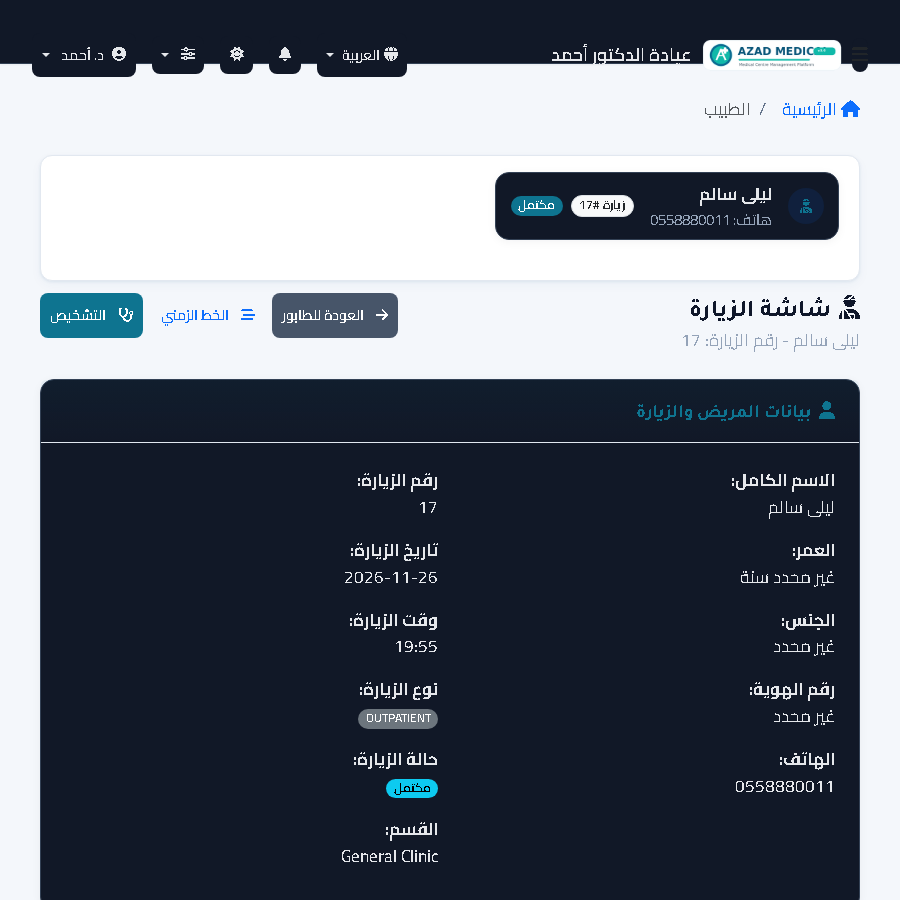 AZAD MEDIC
Medical Centre Management Platform
عيادة الدكتور أحمد
العربية
د. أحمد
الرئيسية / الطبيب
ليلى سالم
هاتف: 0558880011
زيارة #17
مكتمل
شاشة الزيارة
ليلى سالم - رقم الزيارة: 17
العودة للطابور
الخط الزمني
التشخيص
بيانات المريض والزيارة
الاسم الكامل:
ليلى سالم
العمر:
غير محدد سنة
الجنس:
غير محدد
رقم الهوية:
غير محدد
الهاتف:
0558880011
رقم الزيارة:
17
تاريخ الزيارة:
2026-11-26
وقت الزيارة:
19:55
نوع الزيارة:
OUTPATIENT
حالة الزيارة:
مكتمل
القسم:
General Clinic